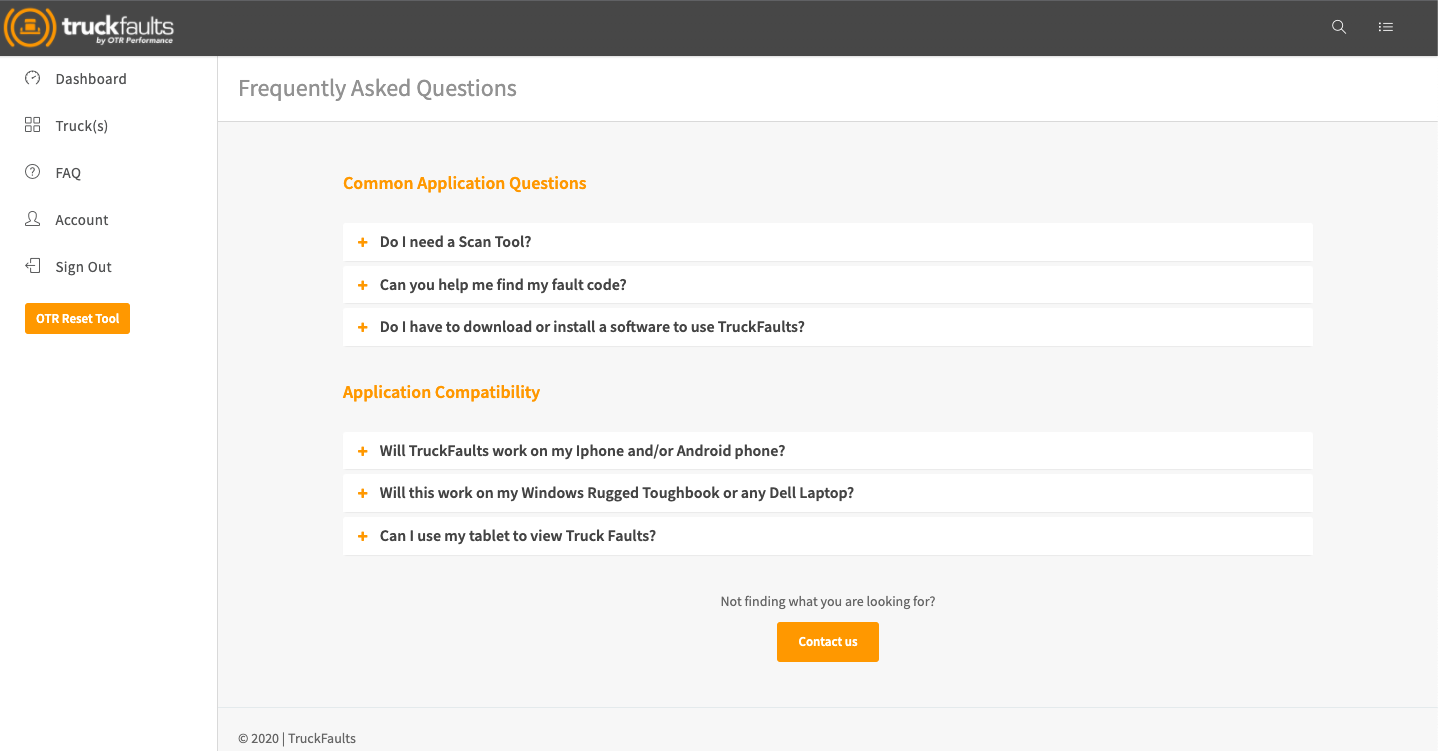 truckfaults
by OTR Performance
Dashboard
Truck(s)
FAQ
Account
Sign Out
OTR Reset Tool
Frequently Asked Questions
Common Application Questions
+ Do I need a Scan Tool?
+ Can you help me find my fault code?
+ Do I have to download or install a software to use TruckFaults?
Application Compatibility
+ Will TruckFaults work on my Iphone and/or Android phone?
+ Will this work on my Windows Rugged Toughbook or any Dell Laptop?
+ Can I use my tablet to view Truck Faults?
Not finding what you are looking for?
Contact us
© 2020 | TruckFaults